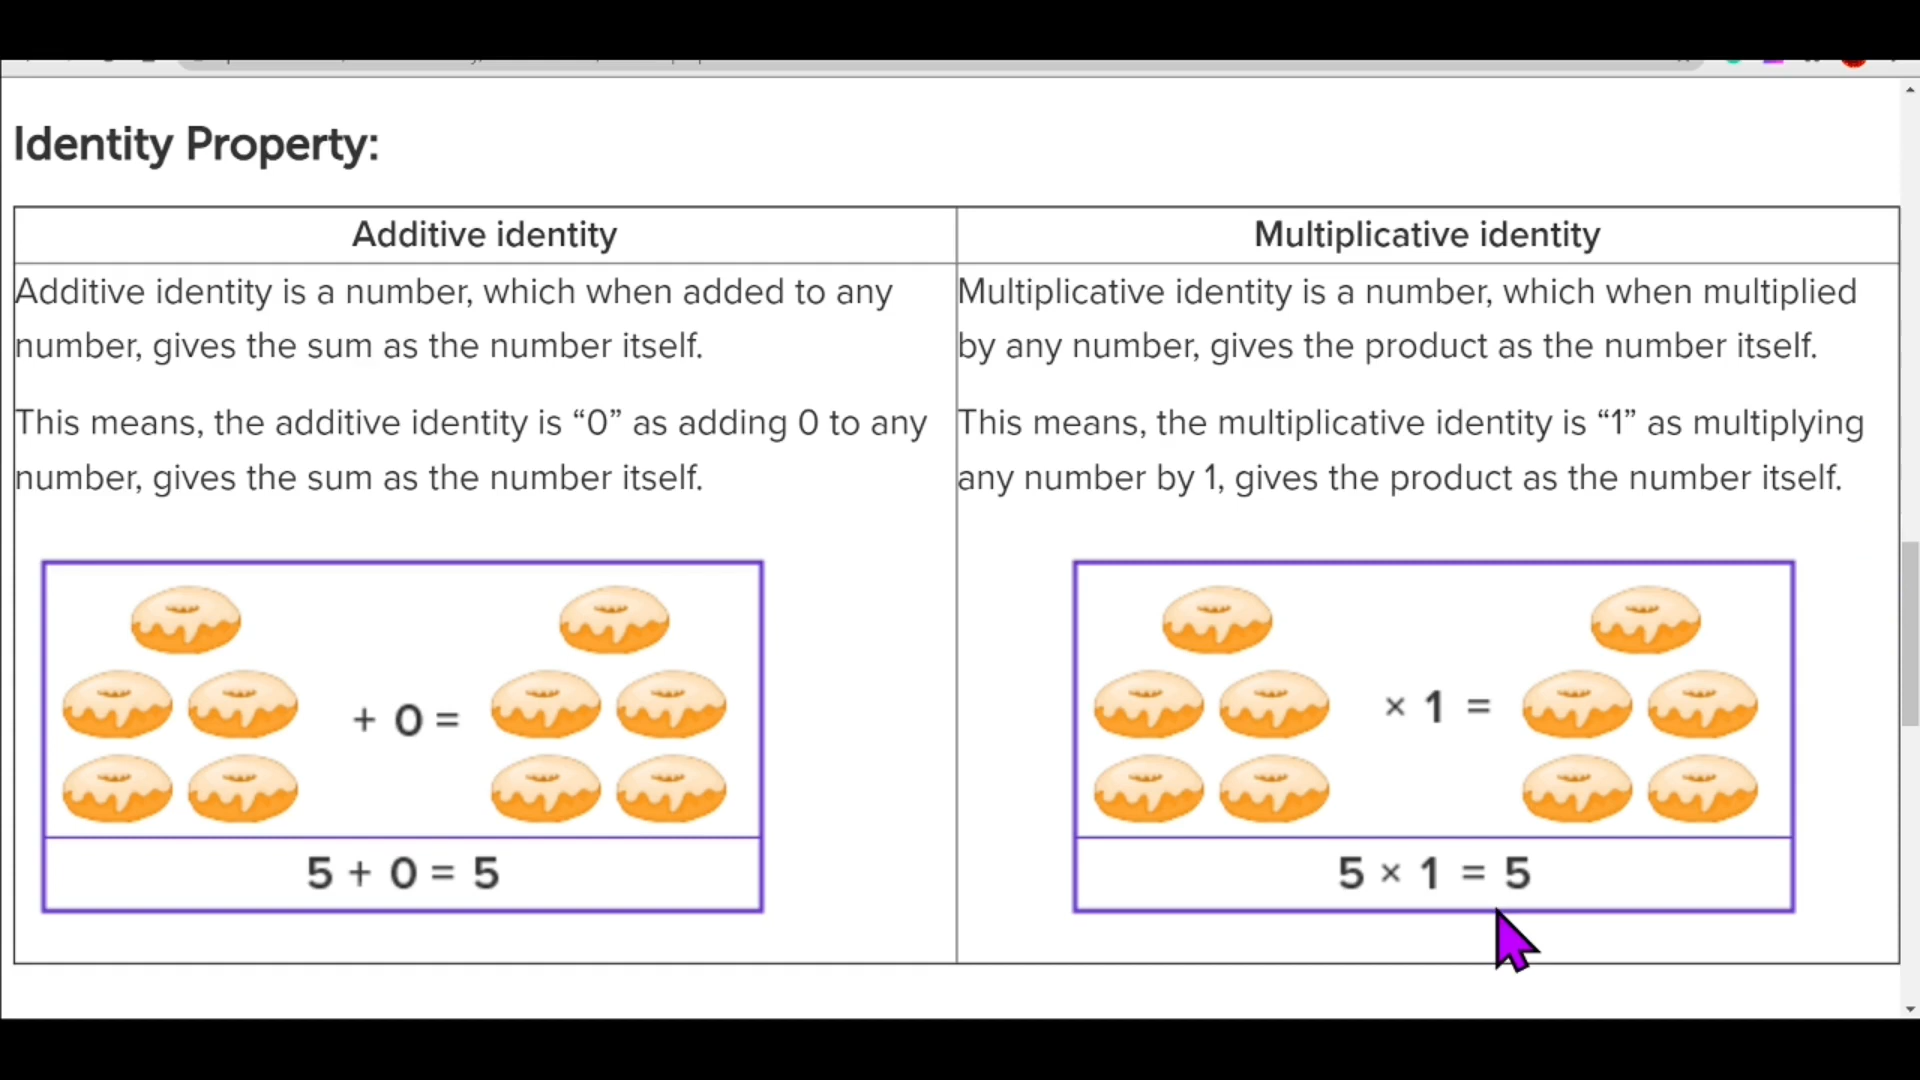 Identity Property:
Additive identity
Multiplicative identity
Additive identity is a number, which when added to any
number, gives the sum as the number itself.
This means, the additive identity is “0” as adding 0 to any
number, gives the sum as the number itself.
Multiplicative identity is a number, which when multiplied
by any number, gives the product as the number itself.
This means, the multiplicative identity is “1” as multiplying
any number by 1, gives the product as the number itself.
+ 0 =
5 + 0 = 5
× 1 =
5 × 1 = 5